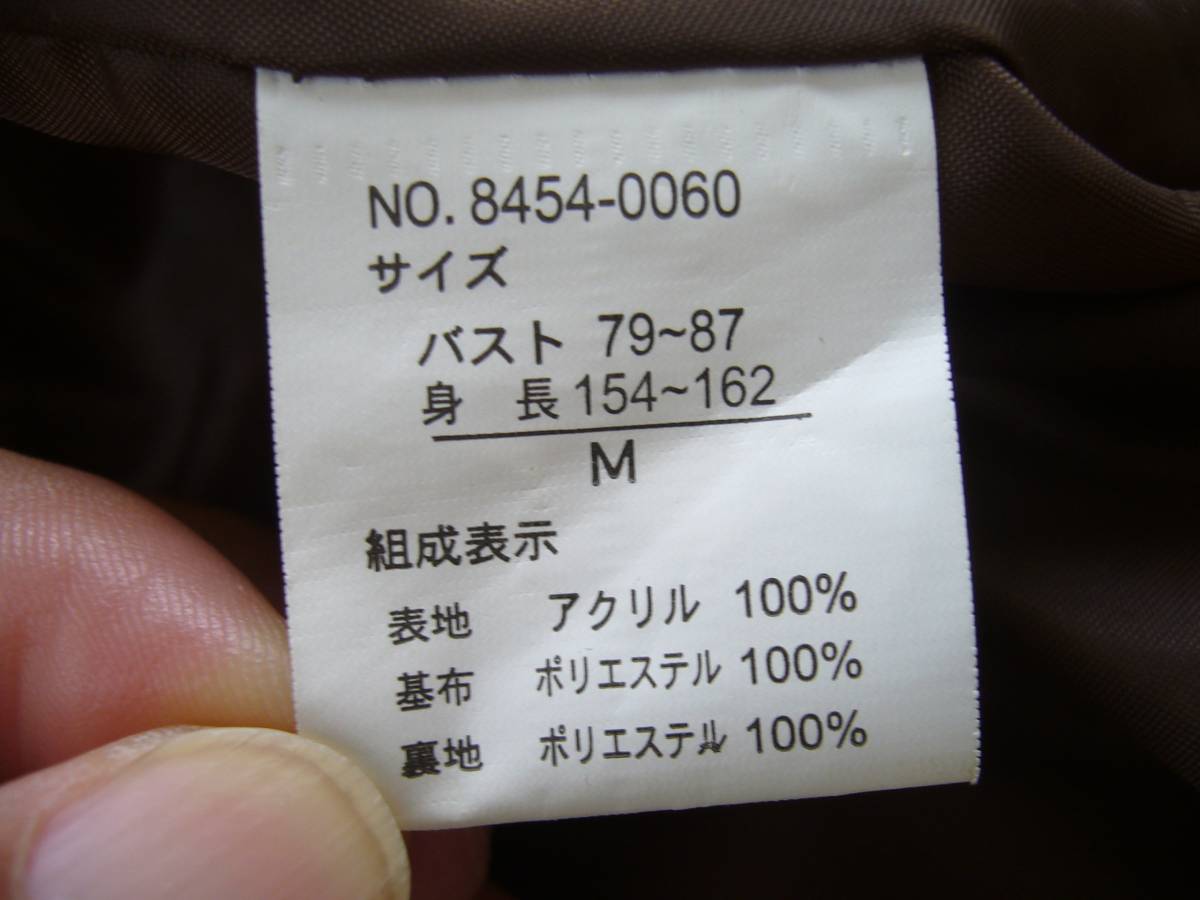 NO. 8454-0060
サイズ
バスト 79~87
身 長 154~162
M
組成表示
表地 アクリル 100%
基布 ポリエステル 100%
裏地 ポリエステル 100%